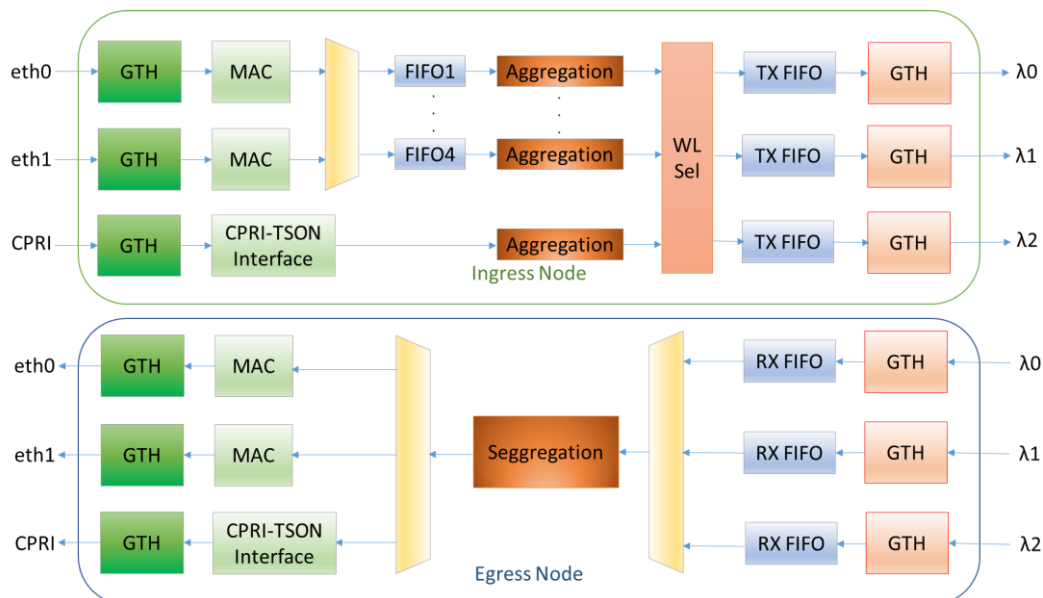 eth0
GTH
MAC
FIFO1
Aggregation
TX FIFO
GTH
λ0
eth1
GTH
MAC
FIFO4
Aggregation
WL
Sel
TX FIFO
GTH
λ1
CPRI
GTH
CPRI-TSON
Interface
Aggregation
TX FIFO
GTH
λ2
Ingress Node
eth0
GTH
MAC
RX FIFO
GTH
λ0
eth1
GTH
MAC
Seggregation
RX FIFO
GTH
λ1
CPRI
GTH
CPRI-TSON
Interface
RX FIFO
GTH
λ2
Egress Node